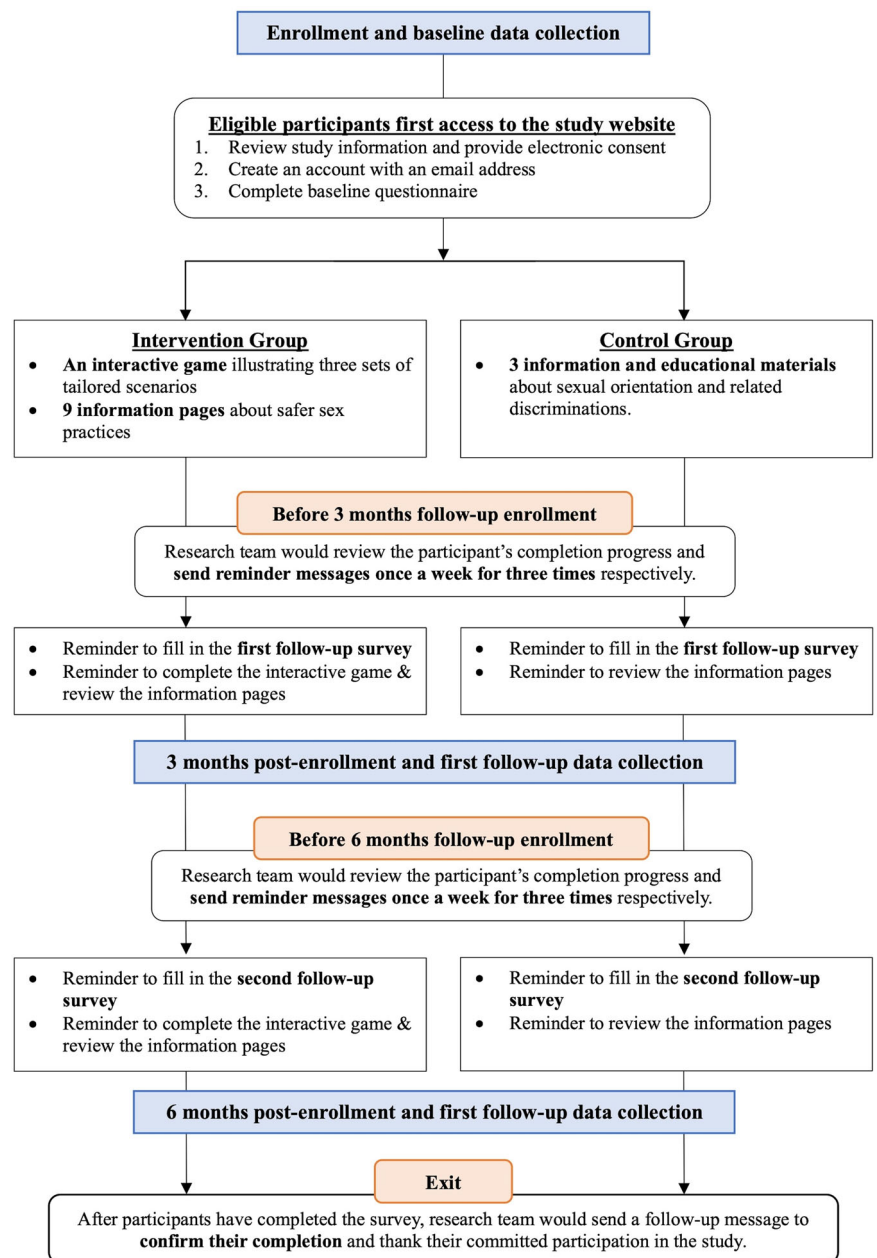 Enrollment and baseline data collection
Eligible participants first access to the study website
1. Review study information and provide electronic consent
2. Create an account with an email address
3. Complete baseline questionnaire
Intervention Group
• An interactive game illustrating three sets of
tailored scenarios
• 9 information pages about safer sex
practices
Control Group
• 3 information and educational materials
about sexual orientation and related
discriminations.
Before 3 months follow-up enrollment
Research team would review the participant’s completion progress and
send reminder messages once a week for three times respectively.
• Reminder to fill in the first follow-up survey
• Reminder to complete the interactive game &
review the information pages
• Reminder to fill in the first follow-up survey
• Reminder to review the information pages
3 months post-enrollment and first follow-up data collection
Before 6 months follow-up enrollment
Research team would review the participant’s completion progress and
send reminder messages once a week for three times respectively.
• Reminder to fill in the second follow-up
survey
• Reminder to complete the interactive game &
review the information pages
• Reminder to fill in the second follow-up
survey
• Reminder to review the information pages
6 months post-enrollment and first follow-up data collection
Exit
After participants have completed the survey, research team would send a follow-up message to
confirm their completion and thank their committed participation in the study.